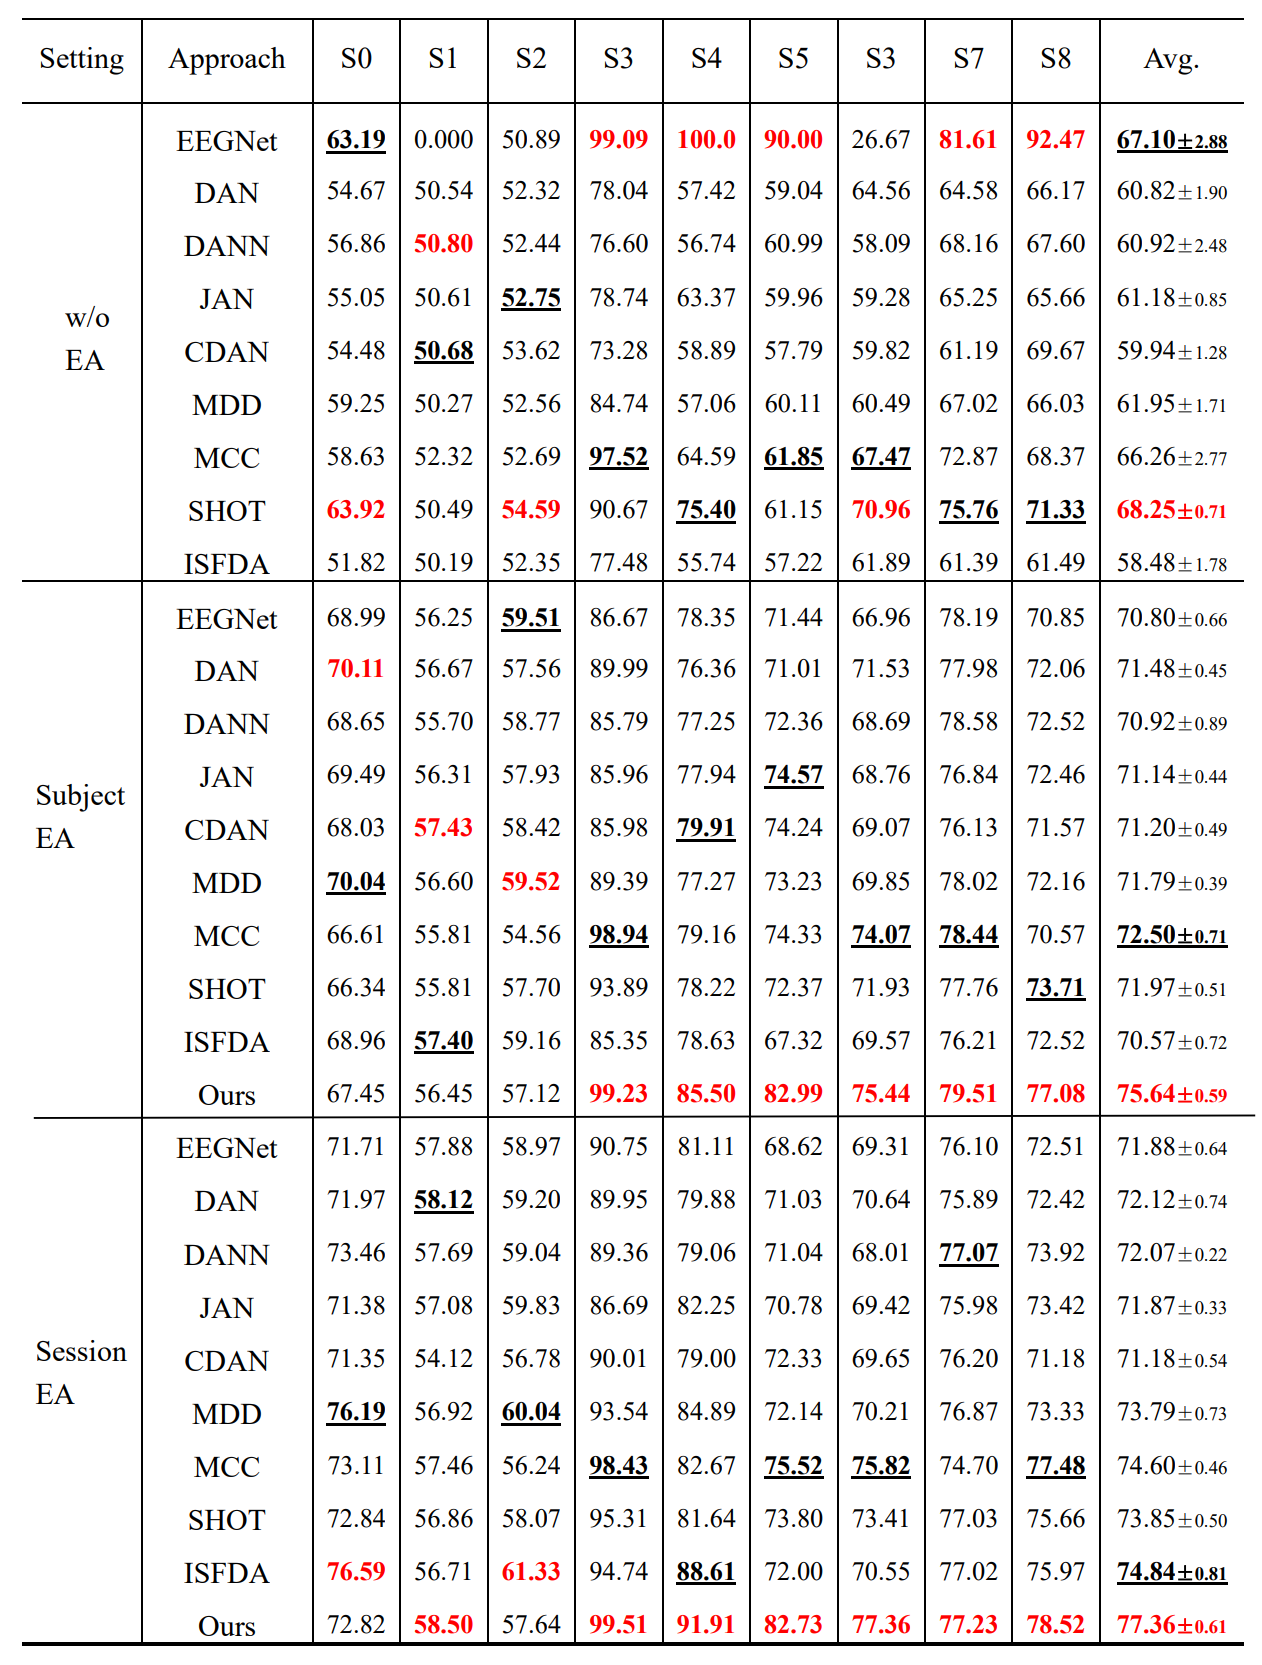 Setting Approach S0 S1 S2 S3 S4 S5 S3 S7 S8 Avg.
w/o EA
EEGNet 63.19 0.000 50.89 99.09 100.0 90.00 26.67 81.61 92.47 67.10±2.88
DAN 54.67 50.54 52.32 78.04 57.42 59.04 64.56 64.58 66.17 60.82±1.90
DANN 56.86 50.80 52.44 76.60 56.74 60.99 58.09 68.16 67.60 60.92±2.48
JAN 55.05 50.61 52.75 78.74 63.37 59.96 59.28 65.25 65.66 61.18±0.85
CDAN 54.48 50.68 53.62 73.28 58.89 57.79 59.82 61.19 69.67 59.94±1.28
MDD 59.25 50.27 52.56 84.74 57.06 60.11 60.49 67.02 66.03 61.95±1.71
MCC 58.63 52.32 52.69 97.52 64.59 61.85 67.47 72.87 68.37 66.26±2.77
SHOT 63.92 50.49 54.59 90.67 75.40 61.15 70.96 75.76 71.33 68.25±0.71
ISFDA 51.82 50.19 52.35 77.48 55.74 57.22 61.89 61.39 61.49 58.48±1.78
Subject EA
EEGNet 68.99 56.25 59.51 86.67 78.35 71.44 66.96 78.19 70.85 70.80±0.66
DAN 70.11 56.67 57.56 89.99 76.36 71.01 71.53 77.98 72.06 71.48±0.45
DANN 68.65 55.70 58.77 85.79 77.25 72.36 68.69 78.58 72.52 70.92±0.89
JAN 69.49 56.31 57.93 85.96 77.94 74.57 68.76 76.84 72.46 71.14±0.44
CDAN 68.03 57.43 58.42 85.98 79.91 74.24 69.07 76.13 71.57 71.20±0.49
MDD 70.04 56.60 59.52 89.39 77.27 73.23 69.85 78.02 72.16 71.79±0.39
MCC 66.61 55.81 54.56 98.94 79.16 74.33 74.07 78.44 70.57 72.50±0.71
SHOT 66.34 55.81 57.70 93.89 78.22 72.37 71.93 77.76 73.71 71.97±0.51
ISFDA 68.96 57.40 59.16 85.35 78.63 67.32 69.57 76.21 72.52 70.57±0.72
Ours 67.45 56.45 57.12 99.23 85.50 82.99 75.44 79.51 77.08 75.64±0.59
Session EA
EEGNet 71.71 57.88 58.97 90.75 81.11 68.62 69.31 76.10 72.51 71.88±0.64
DAN 71.97 58.12 59.20 89.95 79.88 71.03 70.64 75.89 72.42 72.12±0.74
DANN 73.46 57.69 59.04 89.36 79.06 71.04 68.01 77.07 73.92 72.07±0.22
JAN 71.38 57.08 59.83 86.69 82.25 70.78 69.42 75.98 73.42 71.87±0.33
CDAN 71.35 54.12 56.78 90.01 79.00 72.33 69.65 76.20 71.18 71.18±0.54
MDD 76.19 56.92 60.04 93.54 84.89 72.14 70.21 76.87 73.33 73.79±0.73
MCC 73.11 57.46 56.24 98.43 82.67 75.52 75.82 74.70 77.48 74.60±0.46
SHOT 72.84 56.86 58.07 95.31 81.64 73.80 73.41 77.03 75.66 73.85±0.50
ISFDA 76.59 56.71 61.33 94.74 88.61 72.00 70.55 77.02 75.97 74.84±0.81
Ours 72.82 58.50 57.64 99.51 91.91 82.73 77.36 77.23 78.52 77.36±0.61